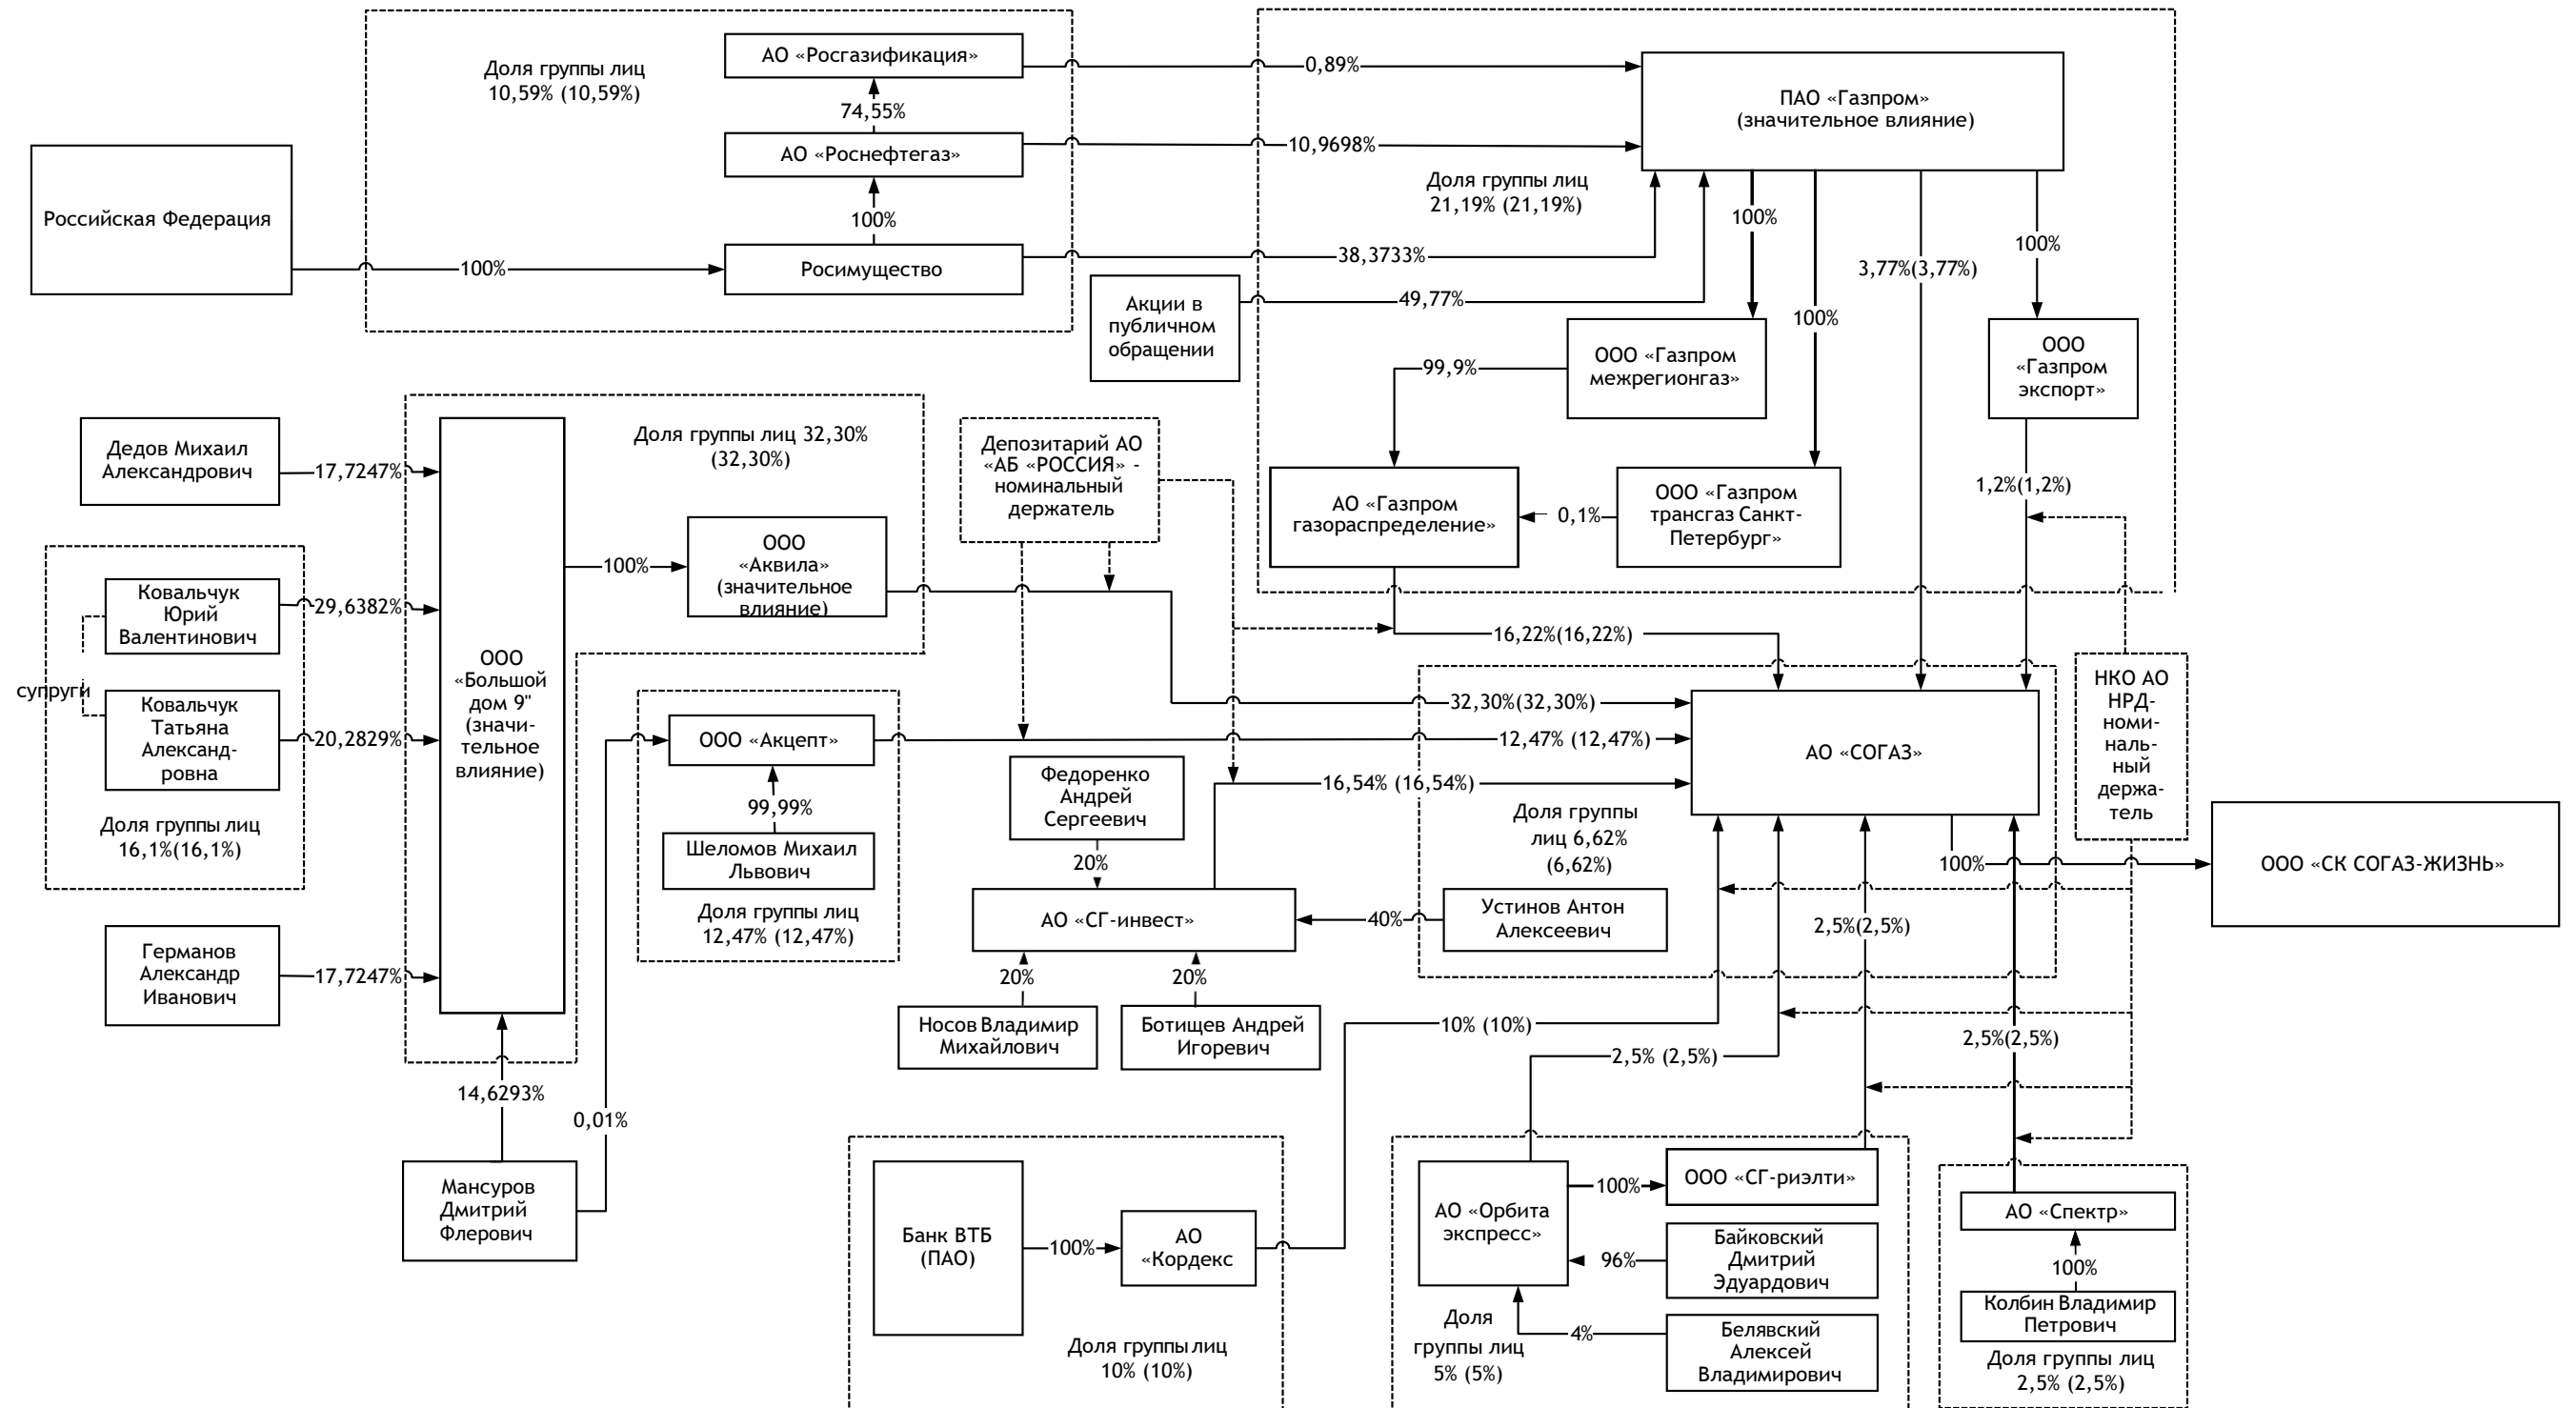 АО «Росгазификация»
Доля группы лиц
10,59% (10,59%)
0,89%
ПАО «Газпром»
(значительное влияние)
74,55%
АО «Роснефтегаз»
10,9698%
Доля группы лиц
21,19% (21,19%)
Российская Федерация
100%
100%
Росимущество
38,3733%
100%
100%
3,77%(3,77%)
100%
100%
Акции в
публичном
обращении
49,77%
ООО «Газпром
межрегионгаз»
ООО
«Газпром
экспорт»
99,9%
Дедов Михаил
Александрович
17,7247%
Доля группы лиц 32,30%
(32,30%)
Депозитарий АО
«АБ «РОССИЯ» -
номинальный
держатель
АО «Газпром
газораспределение»
0,1%
ООО «Газпром
трансгаз Санкт-
Петербург»
1,2%(1,2%)
100%
ООО
«Аквила»
(значительное
влияние)
Ковальчук
Юрий
Валентинович
29,6382%
16,22%(16,22%)
супруги
Ковальчук
Татьяна
Александ-
ровна
20,2829%
ООО
«Большой
дом 9"
(значи-
тельное
влияние)
32,30%(32,30%)
ООО «Акцепт»
12,47% (12,47%)
АО «СОГАЗ»
НКО АО
НРД-
номи-
наль-
ный
держа-
тель
99,99%
Федоренко
Андрей
Сергеевич
16,54% (16,54%)
Доля группы лиц
16,1%(16,1%)
Шеломов Михаил
Львович
20%
Доля группы
лиц 6,62%
(6,62%)
100%
ООО «СК СОГАЗ-ЖИЗНЬ»
Доля группы лиц
12,47% (12,47%)
АО «СГ-инвест»
40%
Устинов Антон
Алексеевич
2,5%(2,5%)
Германов
Александр
Иванович
17,7247%
20%
20%
Носов Владимир
Михайлович
Ботищев Андрей
Игоревич
10% (10%)
2,5% (2,5%)
2,5%(2,5%)
14,6293%
0,01%
Мансуров
Дмитрий
Флерович
Банк ВТБ
(ПАО)
100%
АО
«Кордекс
Доля группы лиц
10% (10%)
АО «Орбита
экспресс»
100%
ООО «СГ-риэлти»
96%
Байковский
Дмитрий
Эдуардович
Доля
группы лиц
5% (5%)
4%
Белявский
Алексей
Владимирович
АО «Спектр»
100%
Колбин Владимир
Петрович
Доля группы лиц
2,5% (2,5%)